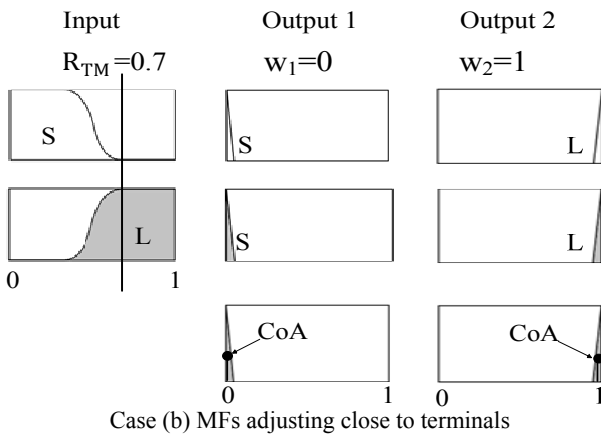 Input Output 1 Output 2
R_TM=0.7 w₁=0 w₂=1
S S L
L S L
0 1
CoA CoA
0 1 0 1
Case (b) MFs adjusting close to terminals